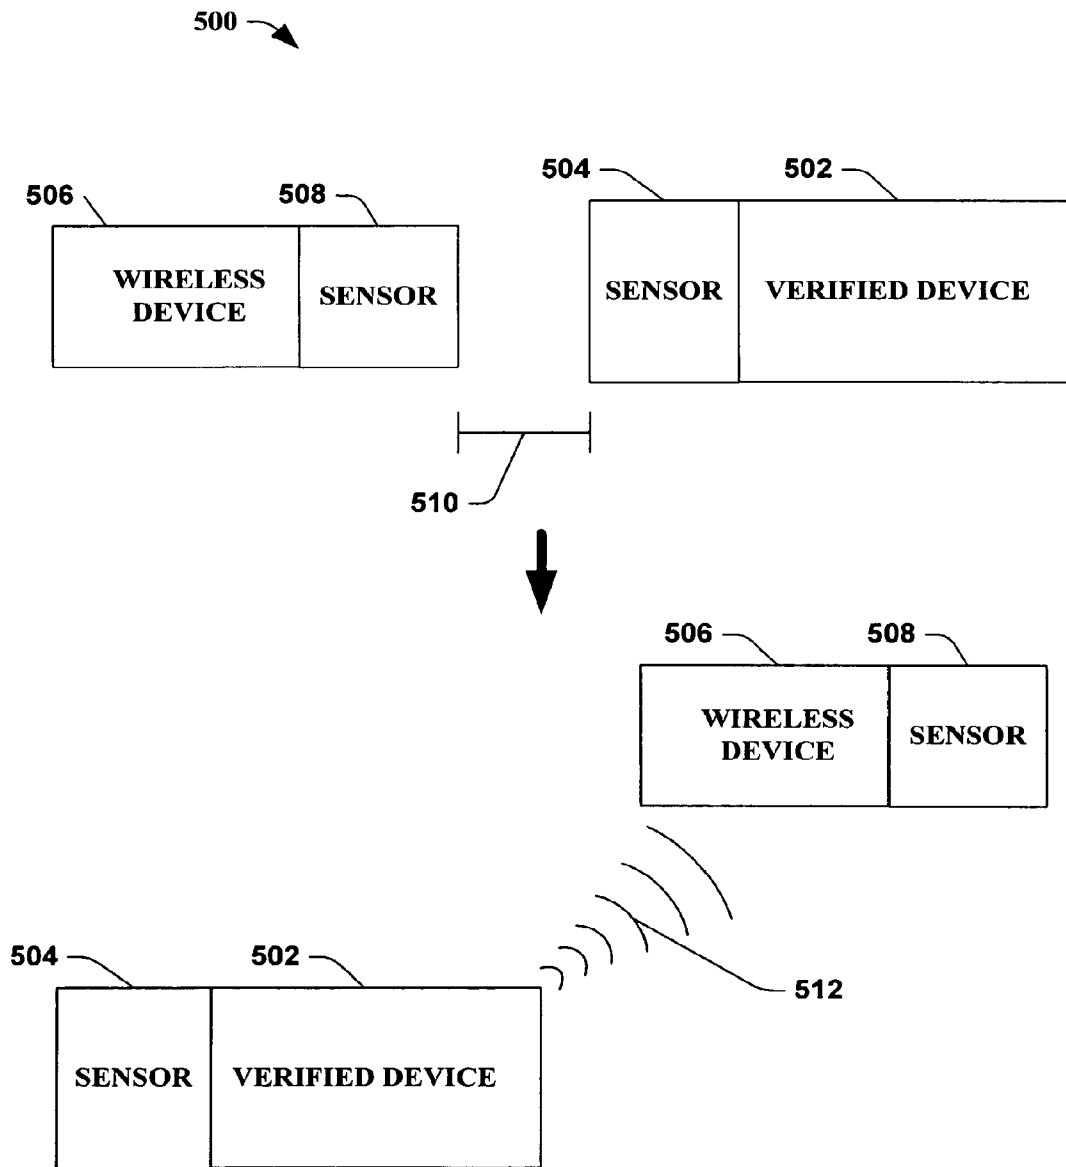 500
504 502
506 508
WIRELESS
DEVICE
SENSOR
SENSOR VERIFIED DEVICE
510
506 508
WIRELESS
DEVICE
SENSOR
504 502
512
SENSOR VERIFIED DEVICE